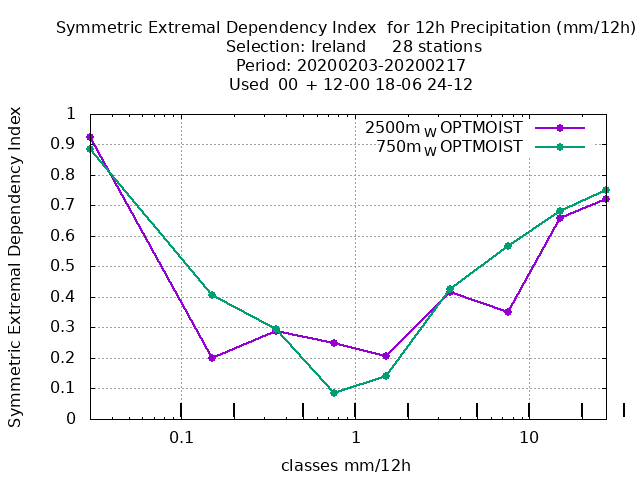 Symmetric Extremal Dependency Index for 12h Precipitation (mm/12h)
Selection: Ireland 28 stations
Period: 20200203-20200217
Used 00 + 12-00 18-06 24-12
2500m W OPTMOIST
750m W OPTMOIST
Symmetric Extremal Dependency Index
1
0.9
0.8
0.7
0.6
0.5
0.4
0.3
0.2
0.1
0
0.1 1 10
classes mm/12h